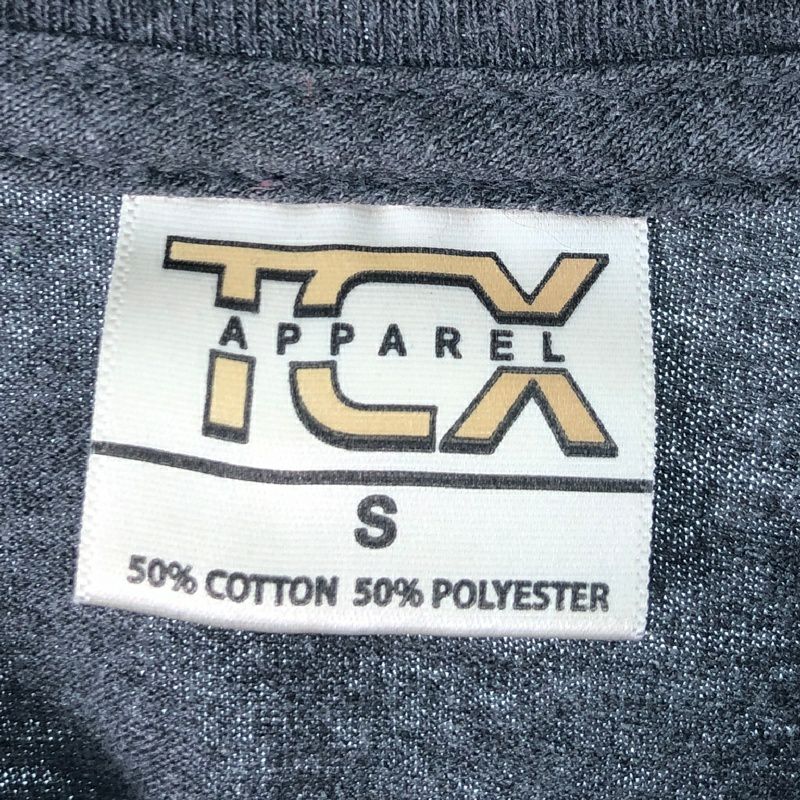 TCX
APPAREL
S
50% COTTON 50% POLYESTER